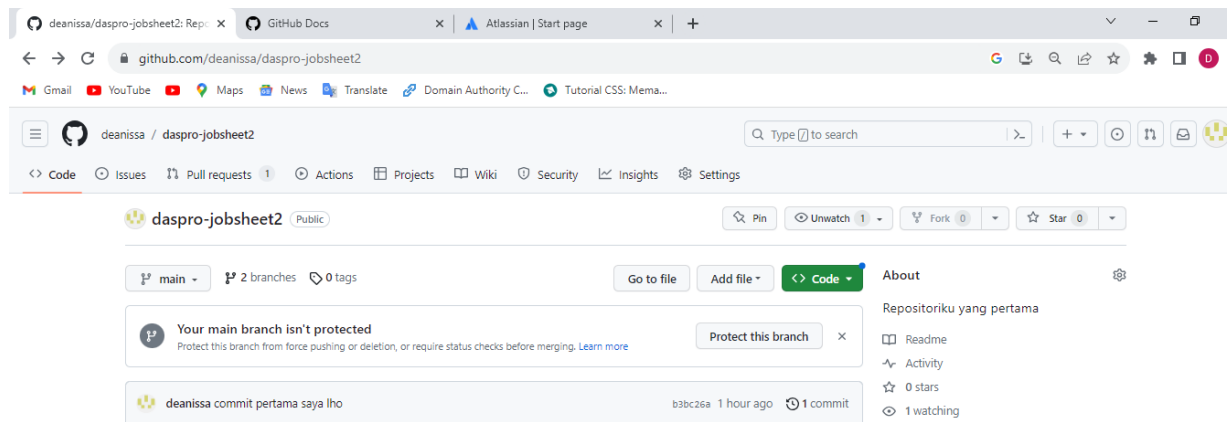 deanissa/daspro-jobsheet2: Repo
GitHub Docs
Atlassian | Start page
github.com/deanissa/daspro-jobsheet2
D
Gmail YouTube Maps News Translate Domain Authority C... Tutorial CSS: Mema...
deanissa / daspro-jobsheet2
Type / to search
Code Issues Pull requests 1 Actions Projects Wiki Security Insights Settings
daspro-jobsheet2 Public
Pin Unwatch 1 Fork 0 Star 0
main 2 branches 0 tags
Go to file Add file <> Code
About
Repositoriku yang pertama
Your main branch isn't protected
Protect this branch from force pushing or deletion, or require status checks before merging. Learn more
Protect this branch
Readme
Activity
0 stars
1 watching
deanissa commit pertama saya lho
b3bc26a 1 hour ago 1 commit